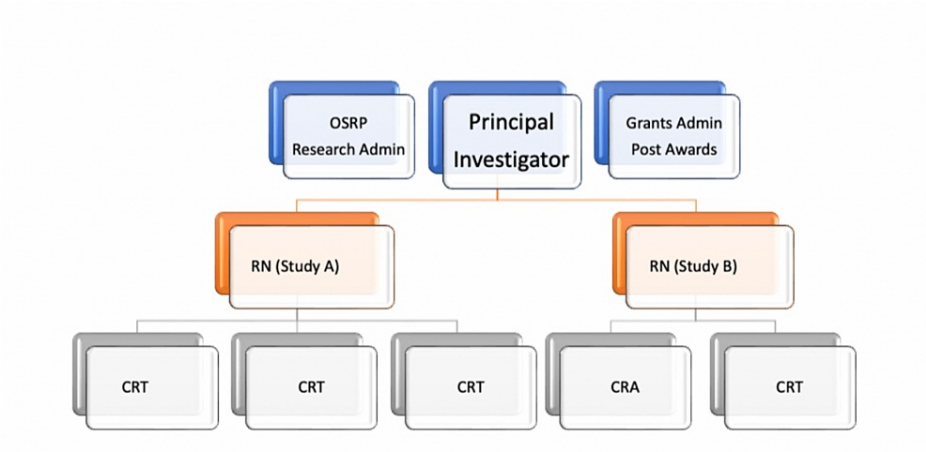 OSRP
Research Admin
Principal
Investigator
Grants Admin
Post Awards
RN (Study A)
RN (Study B)
CRT
CRT
CRT
CRA
CRT